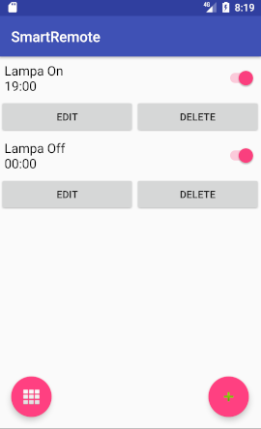 4G 8:19
SmartRemote
Lampa On
19:00
EDIT DELETE
Lampa Off
00:00
EDIT DELETE